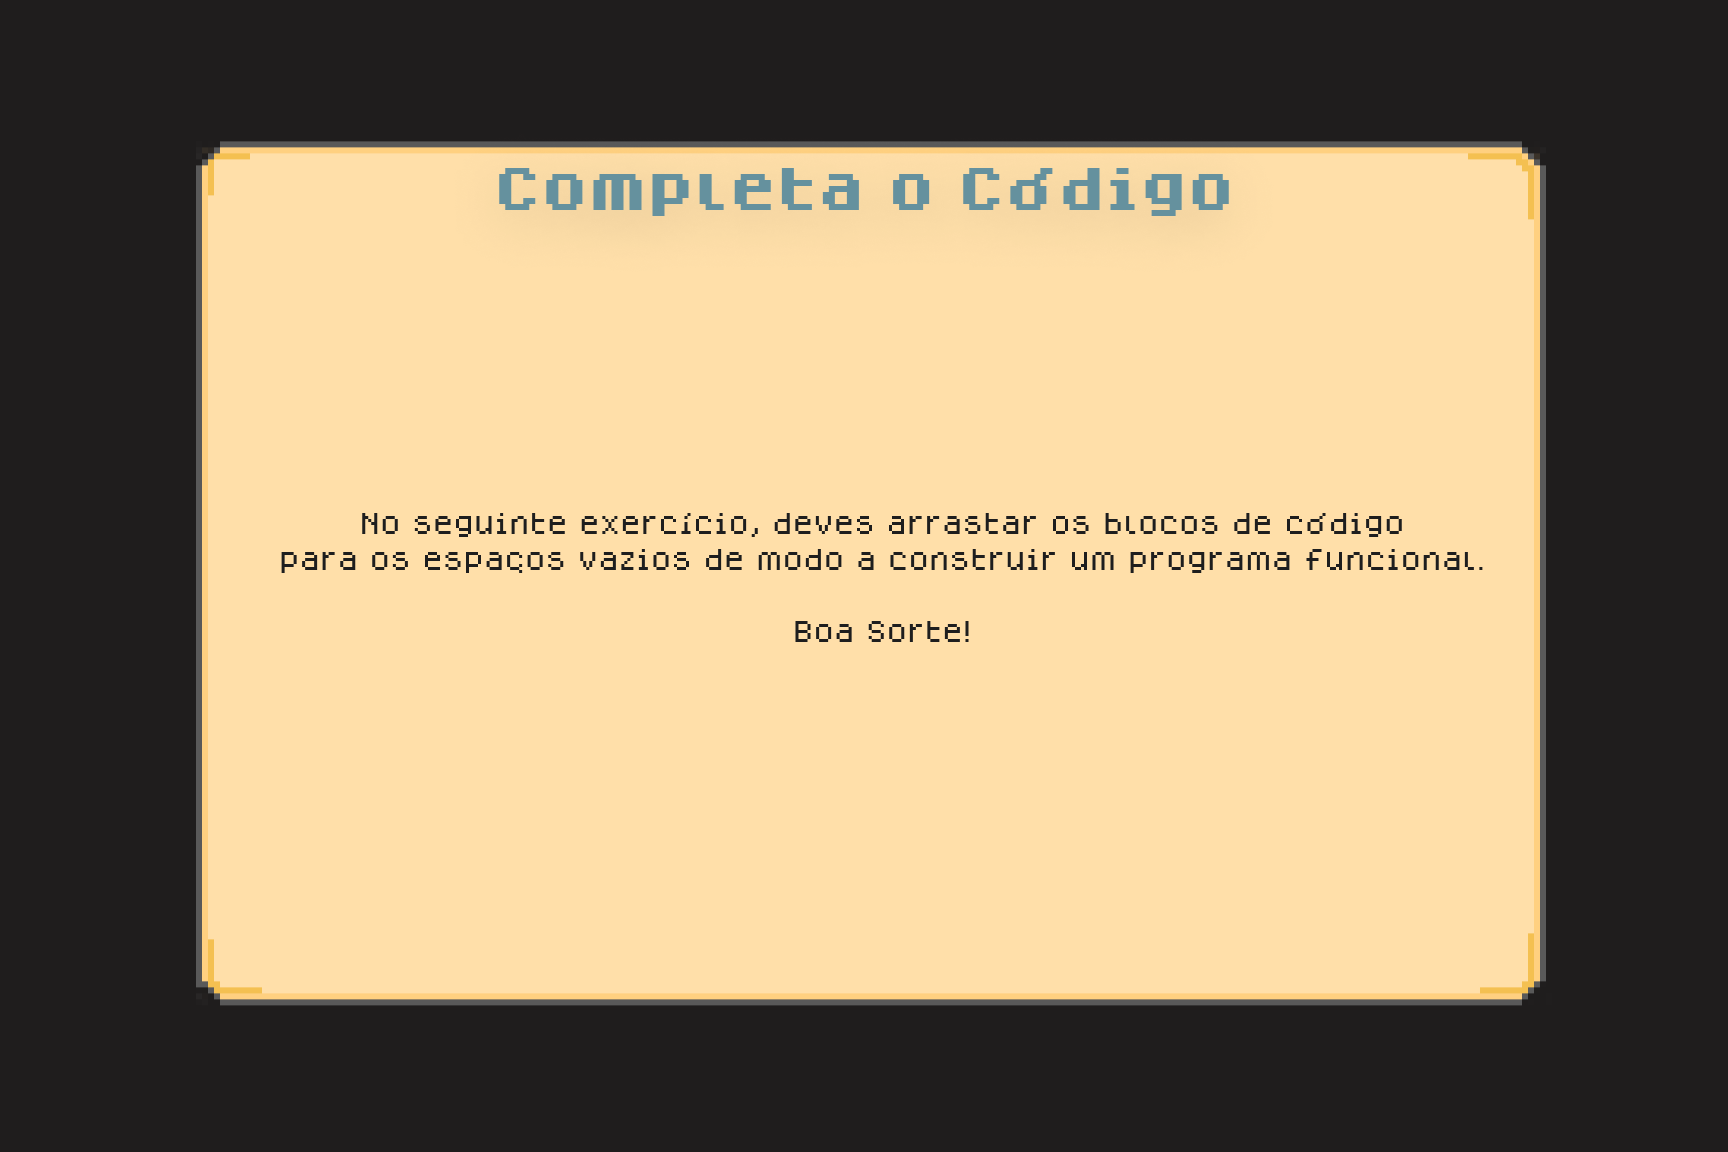 Completa o Código
No seguinte exercício, deves arrastar os blocos de código
para os espaços vazios de modo a construir um programa funcional.
Boa Sorte!